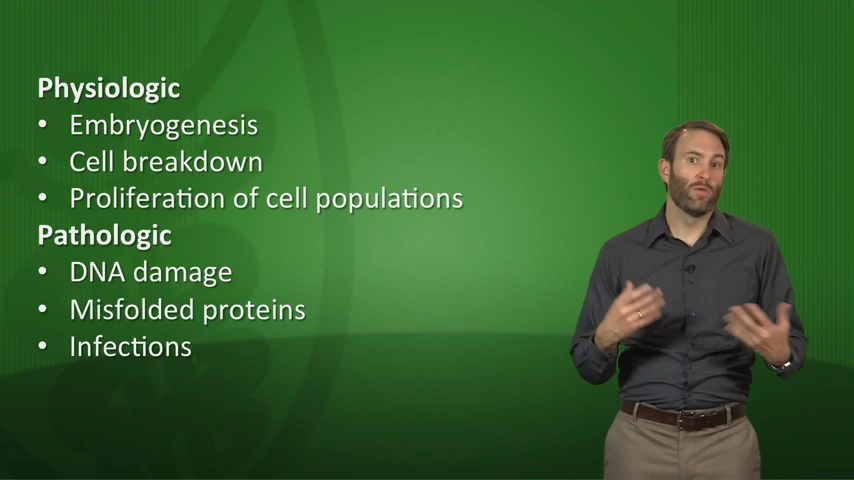 Physiologic
• Embryogenesis
• Cell breakdown
• Proliferation of cell populations
Pathologic
• DNA damage
• Misfolded proteins
• Infections